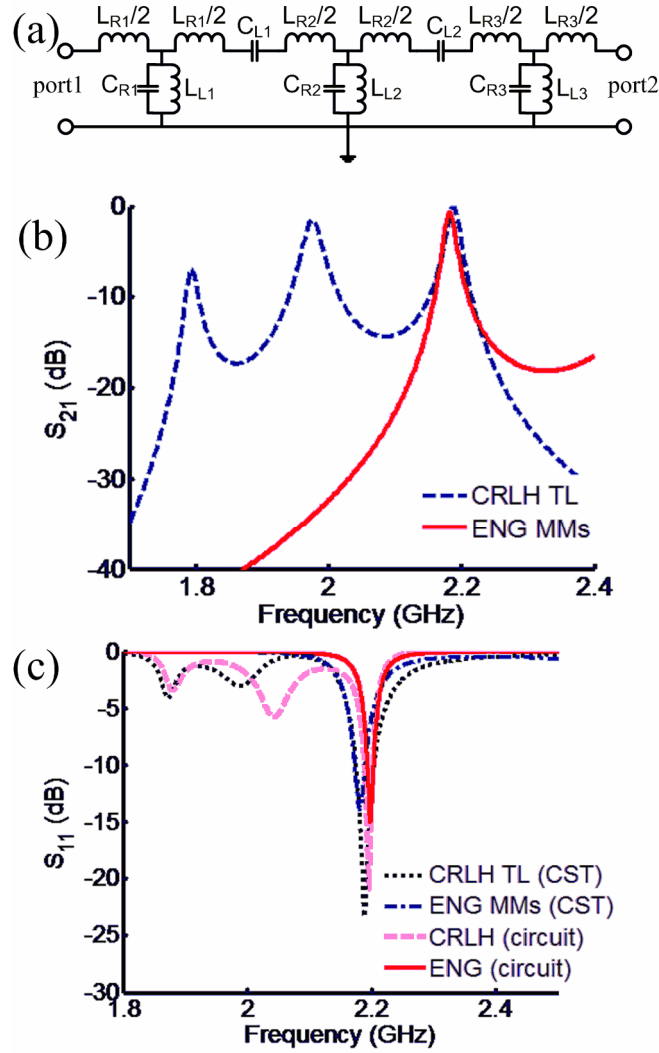 (a)
L_R1/2 L_R1/2 C_L1 L_R2/2 L_R2/2 C_L2 L_R3/2 L_R3/2
port1 C_R1 L_L1 C_R2 L_L2 C_R3 L_L3 port2
(b)
0
-10
-20
-30
-40
S_21 (dB)
CRLH TL
ENG MMs
1.8 2 2.2 2.4
Frequency (GHz)
(c)
0
-5
-10
-15
-20
-25
-30
S_11 (dB)
CRLH TL (CST)
ENG MMs (CST)
CRLH (circuit)
ENG (circuit)
1.8 2 2.2 2.4
Frequency (GHz)